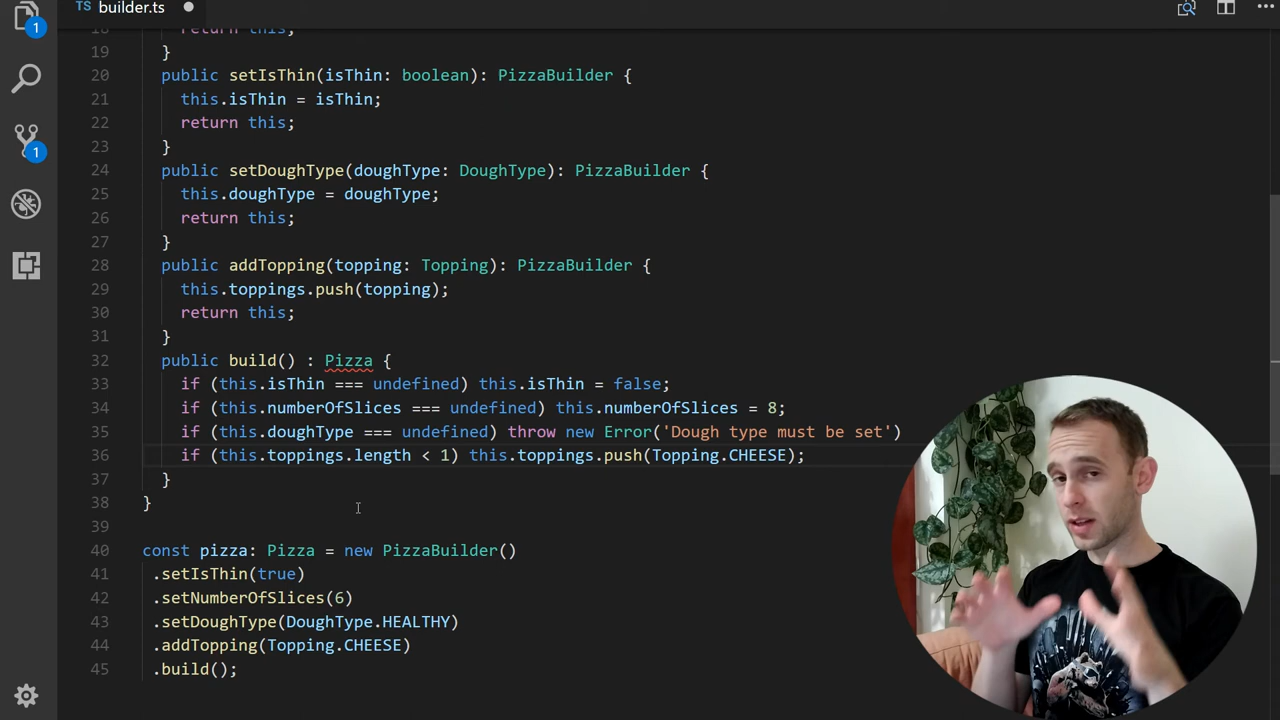 TS builder.ts
1
1
18 return this;
19 }
20 public setIsThin(isThin: boolean): PizzaBuilder {
21 this.isThin = isThin;
22 return this;
23 }
24 public setDoughType(doughType: DoughType): PizzaBuilder {
25 this.doughType = doughType;
26 return this;
27 }
28 public addTopping(topping: Topping): PizzaBuilder {
29 this.toppings.push(topping);
30 return this;
31 }
32 public build() : Pizza {
33 if (this.isThin === undefined) this.isThin = false;
34 if (this.numberOfSlices === undefined) this.numberOfSlices = 8;
35 if (this.doughType === undefined) throw new Error('Dough type must be set')
36 if (this.toppings.length < 1) this.toppings.push(Topping.CHEESE);
37 }
38 }
39
40 const pizza: Pizza = new PizzaBuilder()
41 .setIsThin(true)
42 .setNumberOfSlices(6)
43 .setDoughType(DoughType.HEALTHY)
44 .addTopping(Topping.CHEESE)
45 .build();